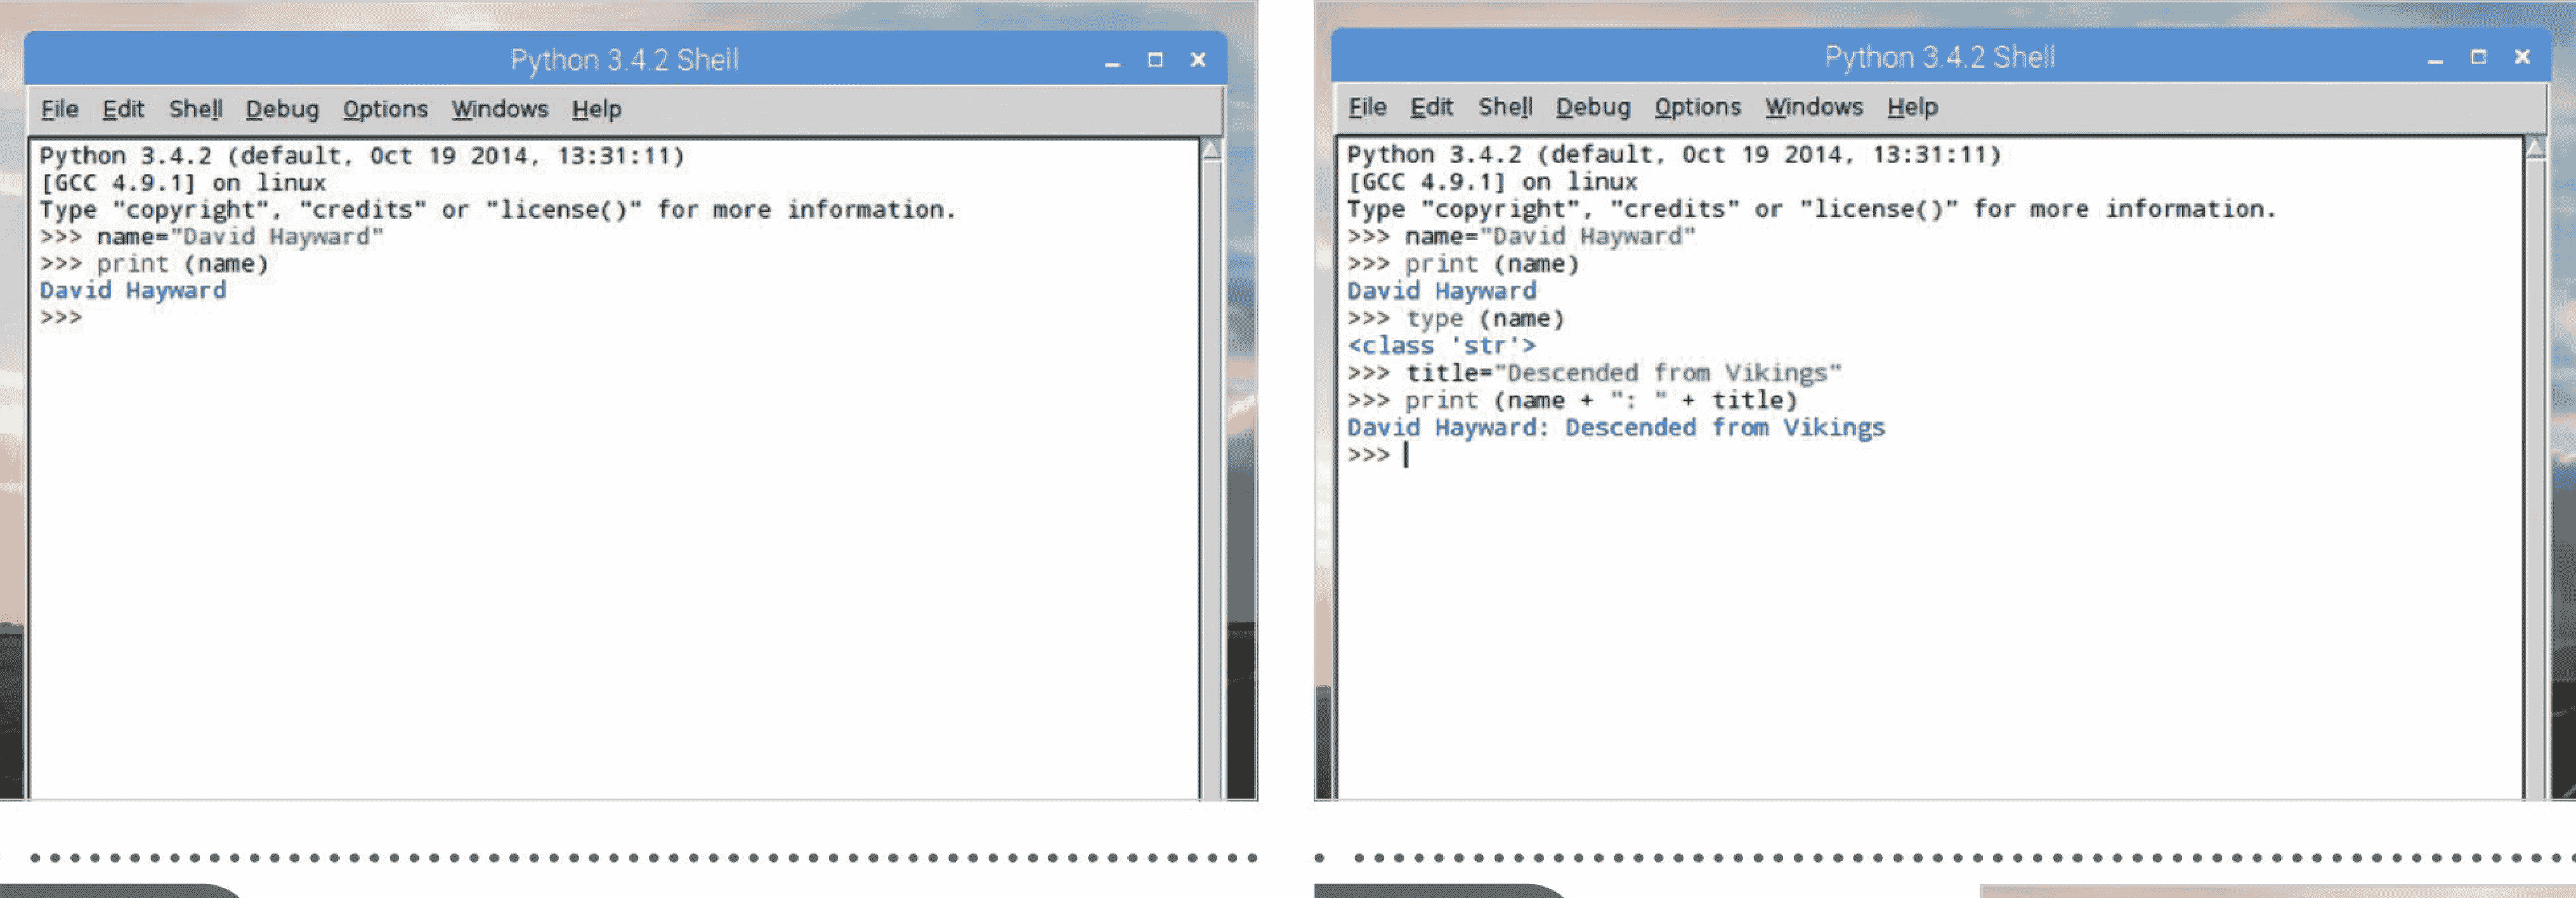 Python 3.4.2 Shell
File Edit Shell Debug Options Windows Help
Python 3.4.2 (default, Oct 19 2014, 13:31:11)
[GCC 4.9.1] on linux
Type "copyright", "credits" or "license()" for more information.
>>> name="David Hayward"
>>> print (name)
David Hayward
>>>
Python 3.4.2 Shell
File Edit Shell Debug Options Windows Help
Python 3.4.2 (default, Oct 19 2014, 13:31:11)
[GCC 4.9.1] on linux
Type "copyright", "credits" or "license()" for more information.
>>> name="David Hayward"
>>> print (name)
David Hayward
>>> type (name)
<class 'str'>
>>> title="Descended from Vikings"
>>> print (name + ": " + title)
David Hayward: Descended from Vikings
>>>